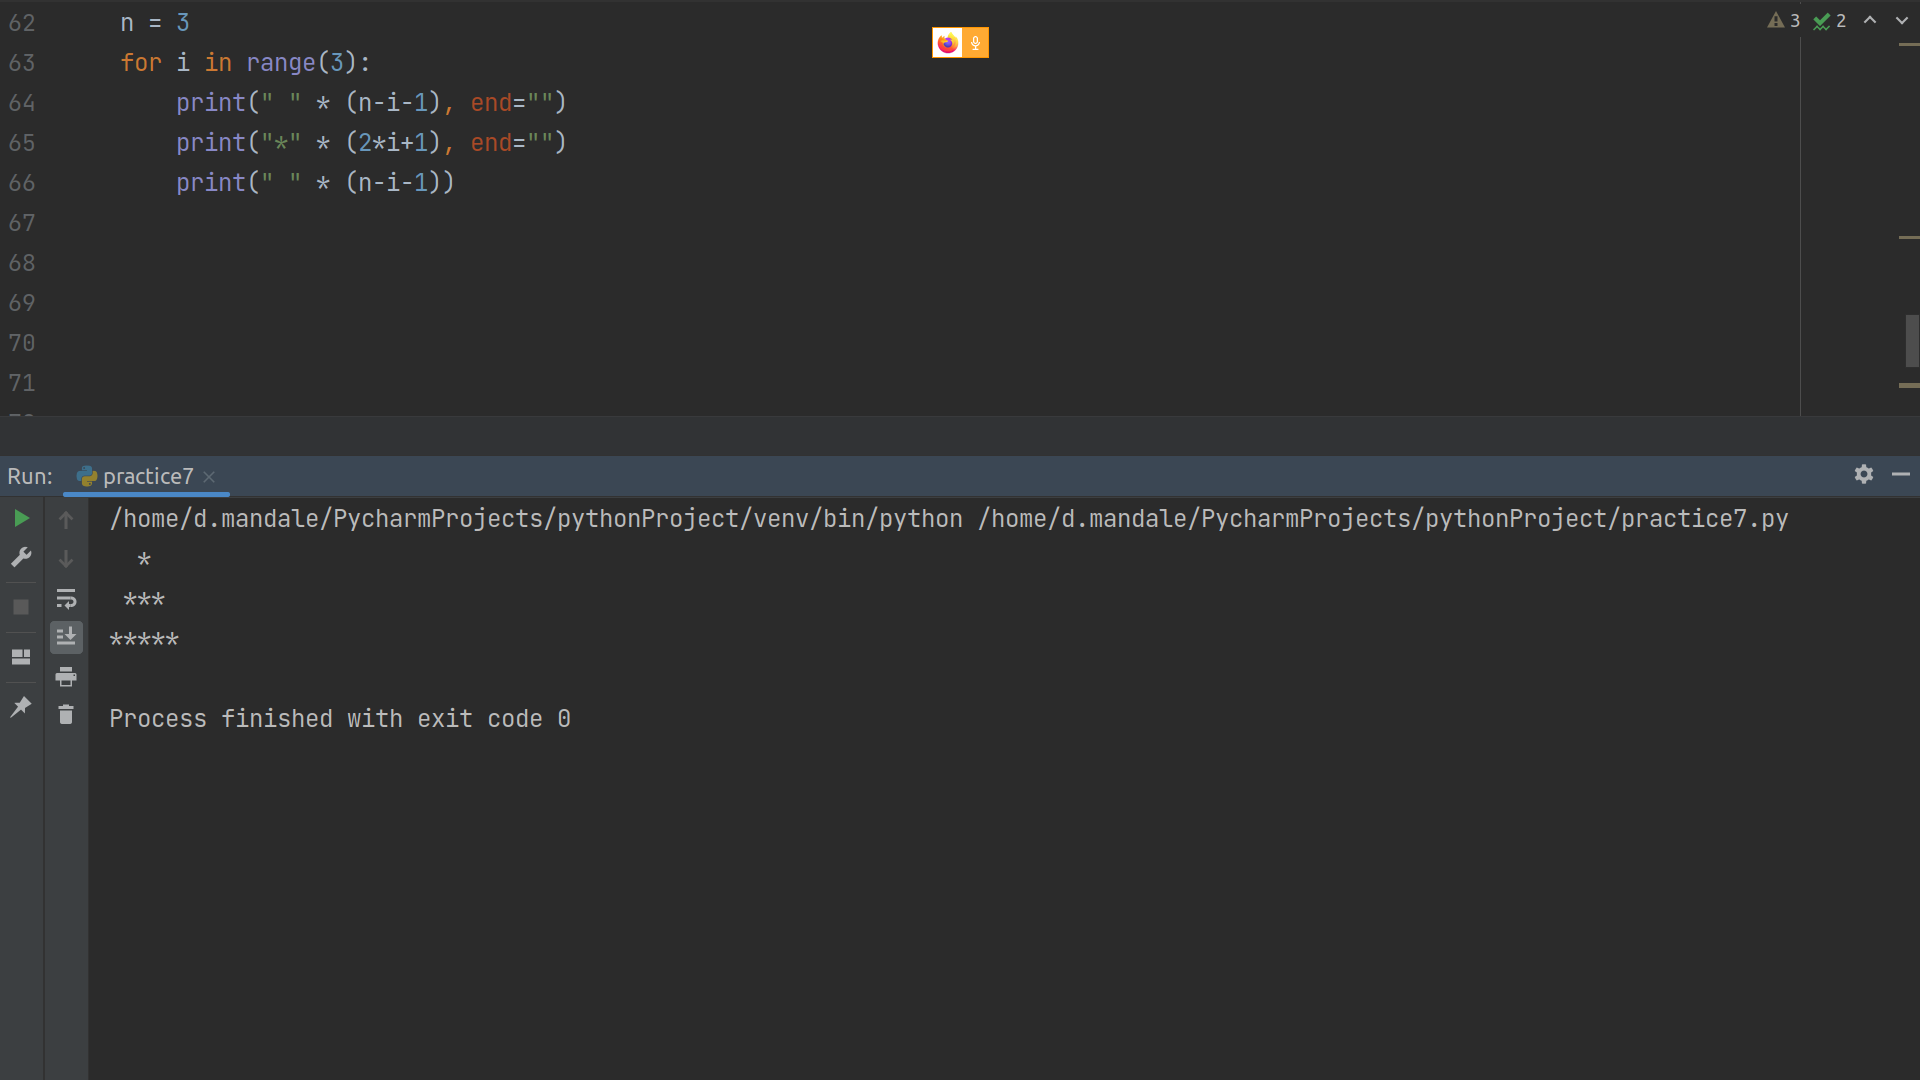 62 n = 3
3 2
63 for i in range(3):
64 print(" " * (n-i-1), end="")
65 print("*" * (2*i+1), end="")
66 print(" " * (n-i-1))
67
68
69
70
71
Run: practice7
/home/d.mandale/PycharmProjects/pythonProject/venv/bin/python /home/d.mandale/PycharmProjects/pythonProject/practice7.py
  *
 ***
*****
Process finished with exit code 0